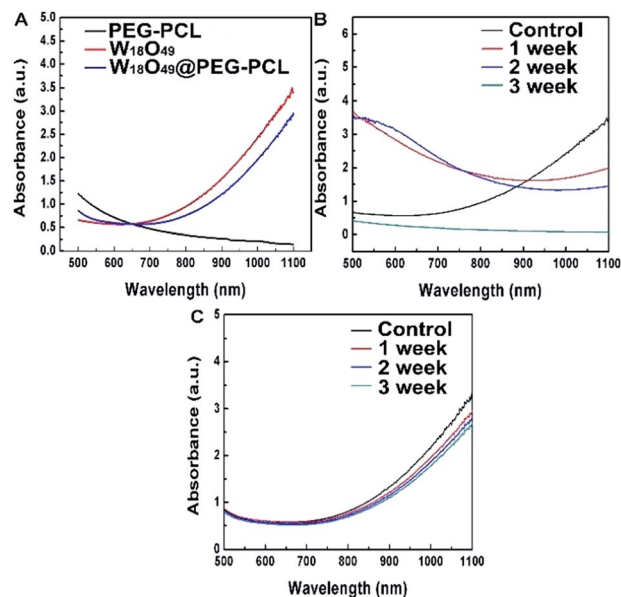 A
PEG-PCL
W18O49
W18O49@PEG-PCL
5.0
4.5
4.0
3.5
3.0
2.5
2.0
1.5
1.0
0.5
0.0
Absorbance (a.u.)
500 600 700 800 900 1000 1100
Wavelength (nm)
B
Control
1 week
2 week
3 week
6
5
4
3
2
1
0
Absorbance (a.u.)
500 600 700 800 900 1000 1100
Wavelength (nm)
C
Control
1 week
2 week
3 week
5
4
3
2
1
0
Absorbance (a.u.)
500 600 700 800 900 1000 1100
Wavelength (nm)